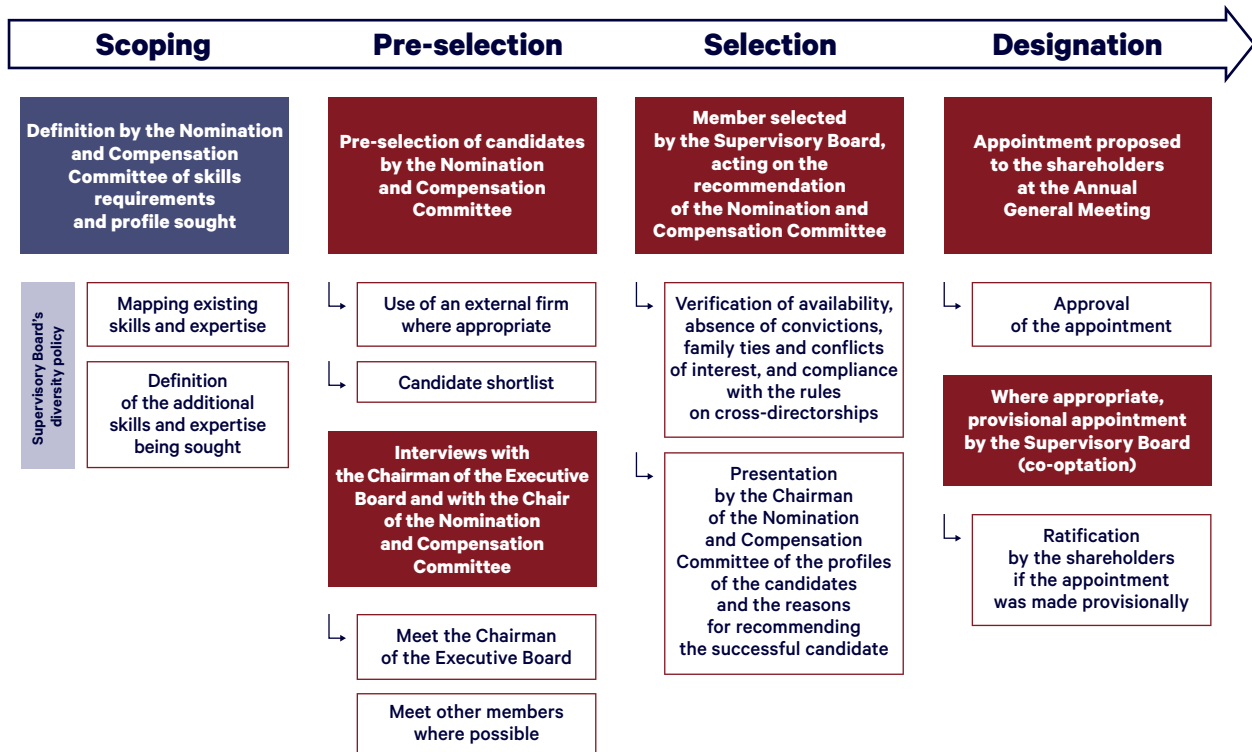 Scoping
Pre-selection
Selection
Designation
Definition by the Nomination
and Compensation
Committee of skills
requirements
and profile sought
Supervisory Board's
diversity policy
Mapping existing
skills and expertise
Definition
of the additional
skills and expertise
being sought
Pre-selection of candidates
by the Nomination
and Compensation
Committee
Use of an external firm
where appropriate
Candidate shortlist
Interviews with
the Chairman of the Executive
Board and with the Chair
of the Nomination
and Compensation
Committee
Meet the Chairman
of the Executive Board
Meet other members
where possible
Member selected
by the Supervisory Board,
acting on the
recommendation
of the Nomination and
Compensation Committee
Verification of availability,
absence of convictions,
family ties and conflicts
of interest, and compliance
with the rules
on cross-directorships
Presentation
by the Chairman
of the Nomination
and Compensation
Committee of the profiles
of the candidates
and the reasons
for recommending
the successful candidate
Appointment proposed
to the shareholders
at the Annual
General Meeting
Approval
of the appointment
Where appropriate,
provisional appointment
by the Supervisory Board
(co-optation)
Ratification
by the shareholders
if the appointment
was made provisionally